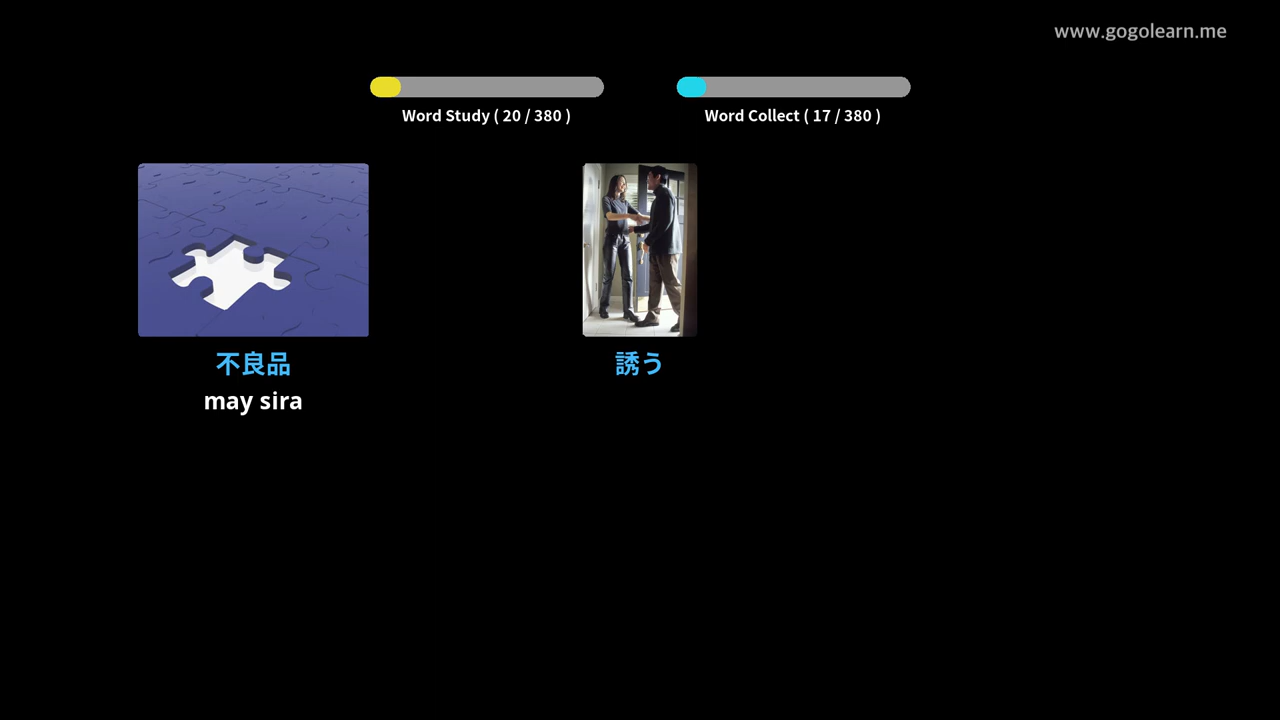 www.gogolearn.me
Word Study ( 20 / 380 )
Word Collect ( 17 / 380 )
不良品
may sira
誘う